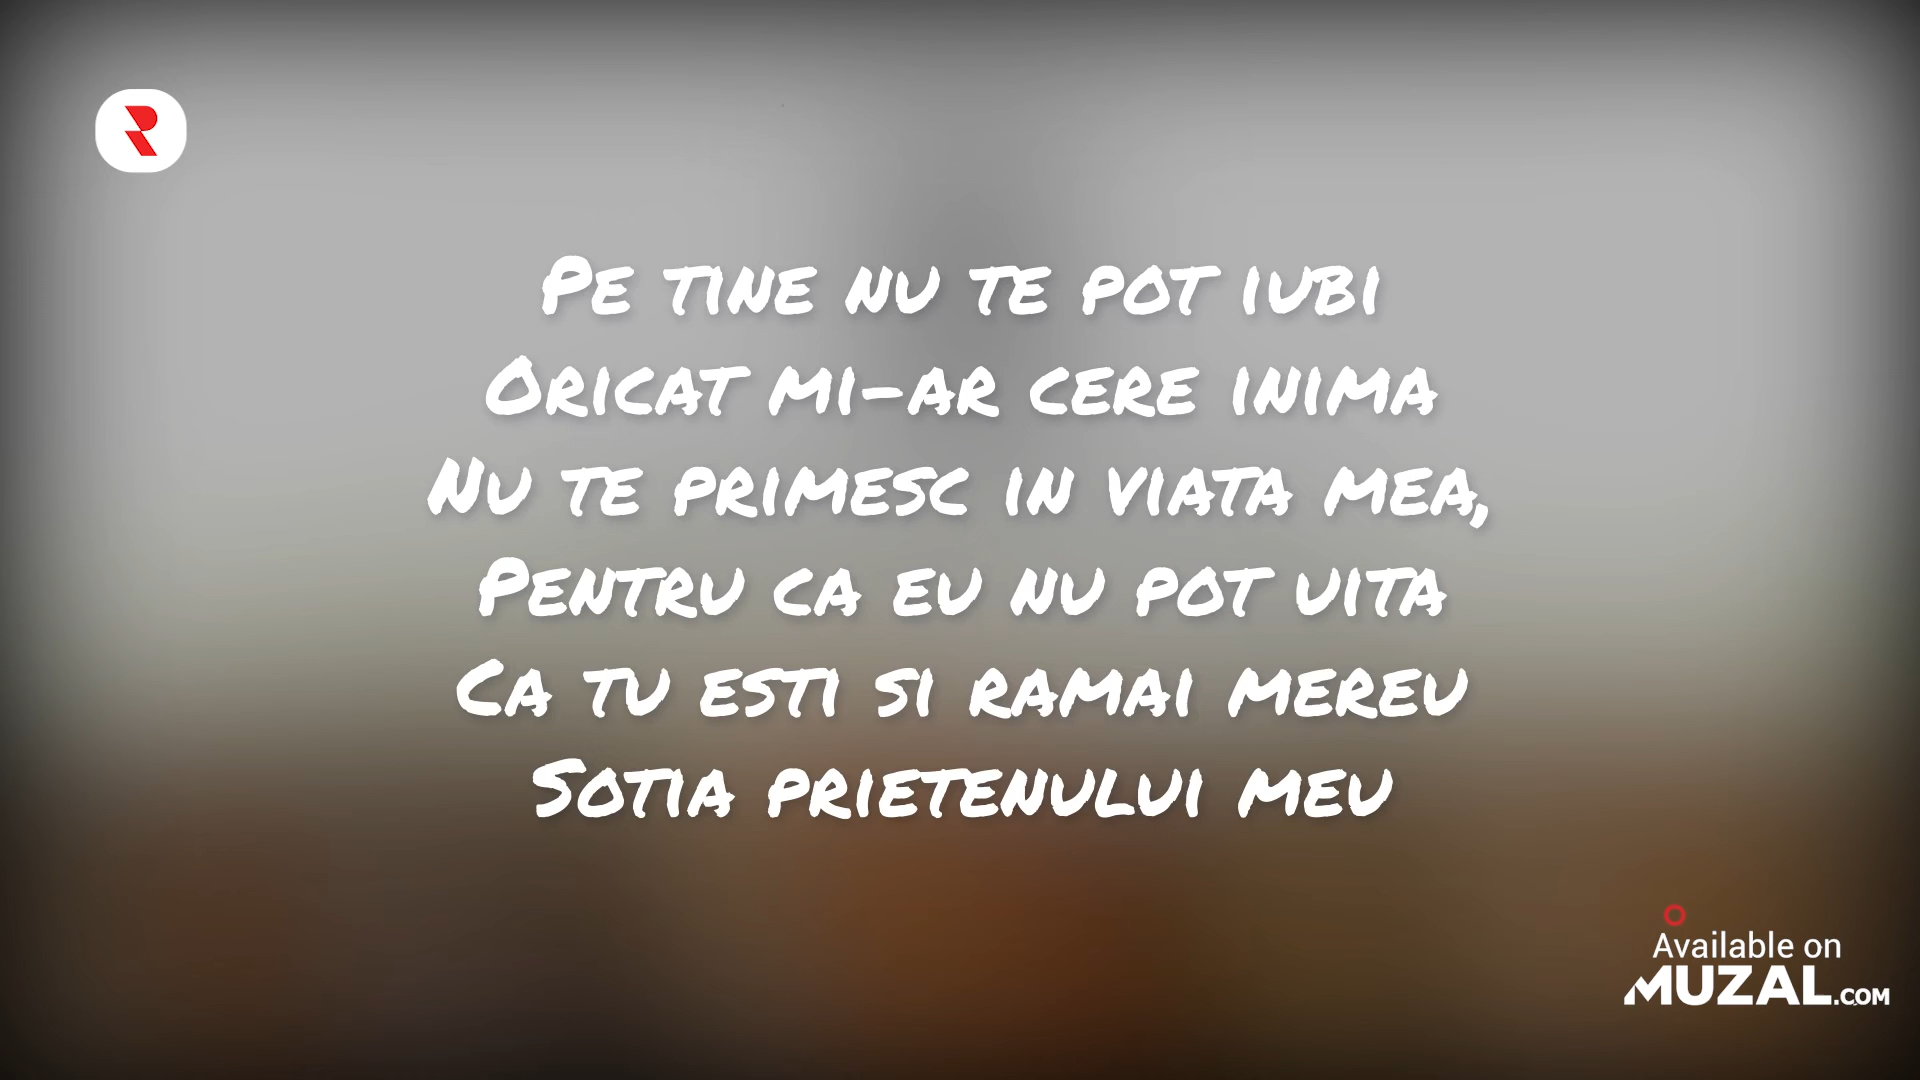 Pe tine nu te pot iubi
Oricat mi-ar cere inima
Nu te primesc in viata mea,
Pentru ca eu nu pot uita
Ca tu esti si ramai mereu
Sotia prietenului meu
Available on
MUZAL.COM